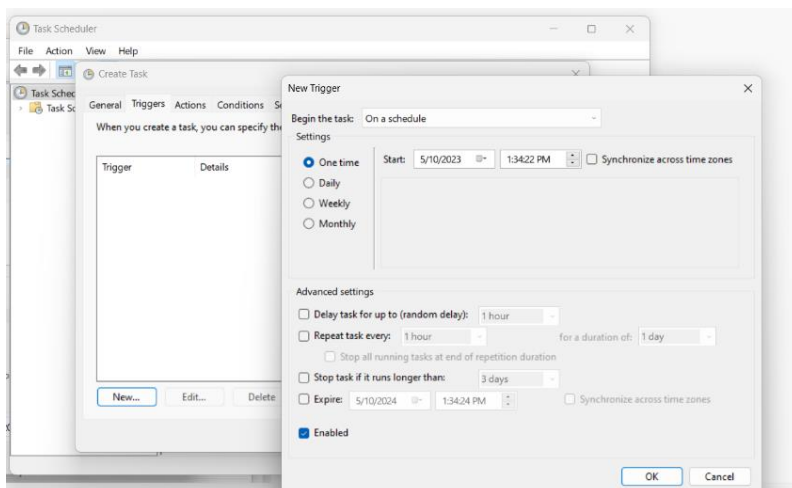 Task Scheduler
File Action View Help
Create Task
Task Schec
Task Sc
General Triggers Actions Conditions S
When you create a task, you can specify the
Trigger Details
New... Edit... Delete
New Trigger
Begin the task: On a schedule
Settings
One time
Daily
Weekly
Monthly
Start: 5/10/2023 1:34:22 PM Synchronize across time zones
Advanced settings
Delay task for up to (random delay): 1 hour
Repeat task every: 1 hour for a duration of: 1 day
Stop all running tasks at end of repetition duration
Stop task if it runs longer than: 3 days
Expire: 5/10/2024 1:34:24 PM Synchronize across time zones
Enabled
OK Cancel